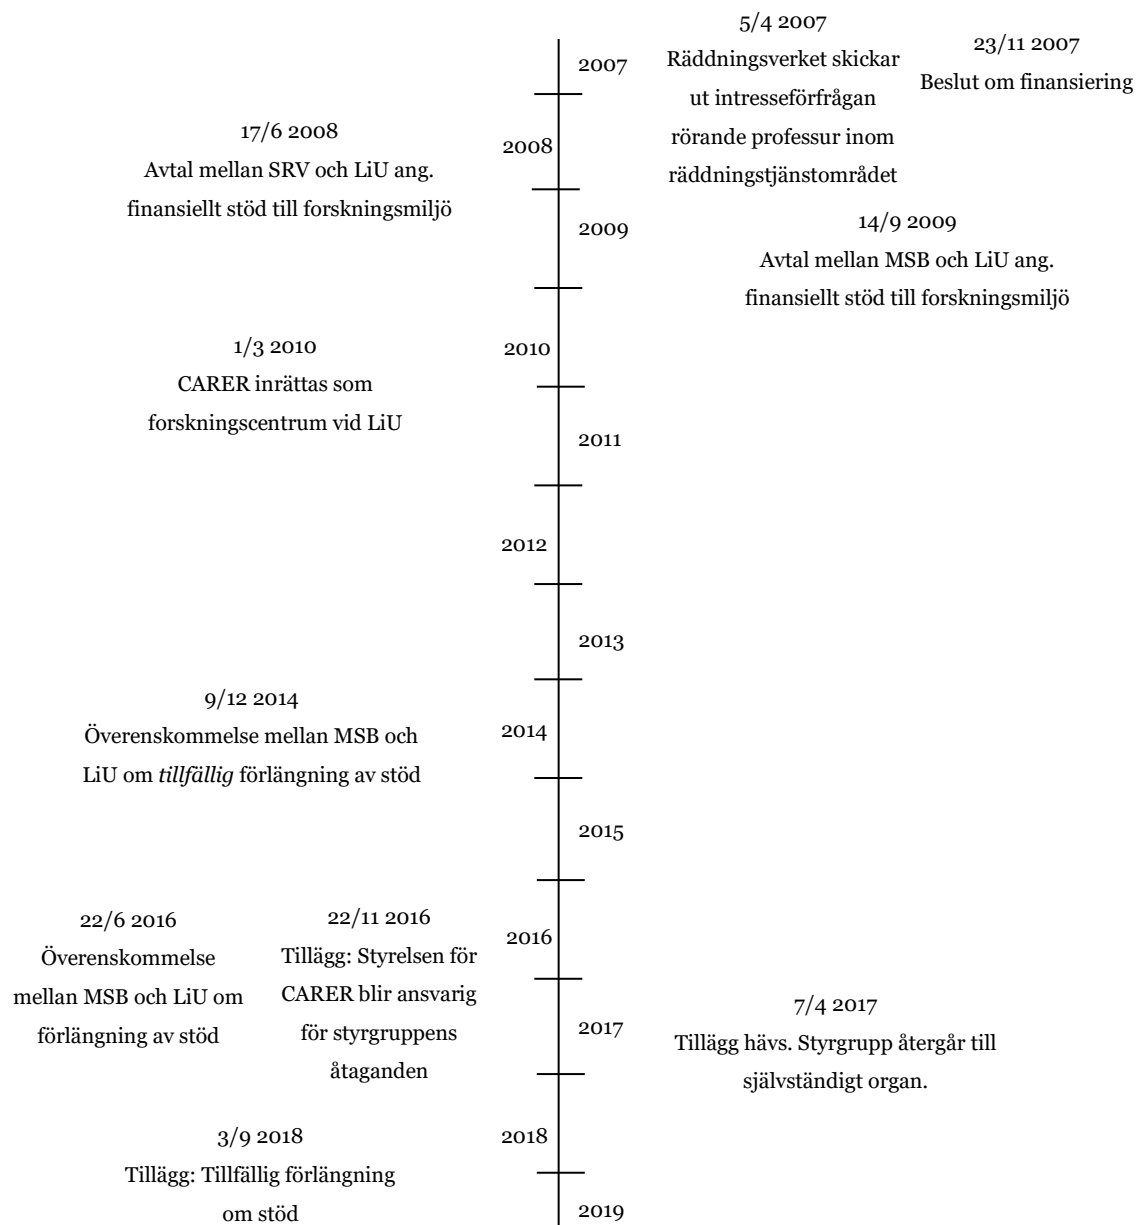 5/4 2007
Räddningsverket skickar
ut intresseförfrågan
rörande professur inom
räddningstjänstområdet
23/11 2007
Beslut om finansiering
2007
17/6 2008
Avtal mellan SRV och LiU ang.
finansiellt stöd till forskningsmiljö
2008
2009
14/9 2009
Avtal mellan MSB och LiU ang.
finansiellt stöd till forskningsmiljö
1/3 2010
CARER inrättas som
forskningscentrum vid LiU
2010
2011
2012
2013
9/12 2014
Överenskommelse mellan MSB och
LiU om tillfällig förlängning av stöd
2014
2015
22/6 2016
Överenskommelse
mellan MSB och LiU om
förlängning av stöd
22/11 2016
Tillägg: Styrelsen för
CARER blir ansvarig
för styrgruppens
åtaganden
2016
2017
7/4 2017
Tillägg hävs. Styrgrupp återgår till
självständigt organ.
3/9 2018
Tillägg: Tillfällig förlängning
om stöd
2018
2019